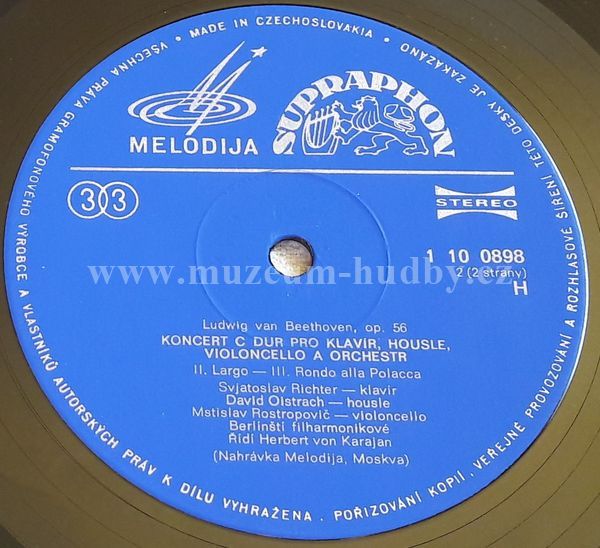 VŠECHNA PRÁVA GRAMOFONOVÉHO VÝROBCE A VLASTNÍKŮ AUTORSKÝCH PRÁV K DÍLU VYHRAŽENA . POŘIZOVÁNÍ KOPIÍ , VEŘEJNÉ PROVOZOVÁNÍ A ROZHLASOVÉ ŠÍŘENÍ TÉTO DESKY JE ZAKÁZÁNO • MADE IN CZECHOSLOVAKIA •
MELODIJA
SUPRAPHON
33
STEREO
1 10 0898
2 (2 strany)
H
www.muzeum-hudby.cz
Ludwig van Beethoven, op. 56
KONCERT C DUR PRO KLAVÍR, HOUSLE,
VIOLONCELLO A ORCHESTR
II. Largo — III. Rondo alla Polacca
Svjatoslav Richter — klavír
David Oistrach — housle
Mstislav Rostropovič — violoncello
Berlínští filharmonikové
Řídí Herbert von Karajan
(Nahrávka Melodija, Moskva)